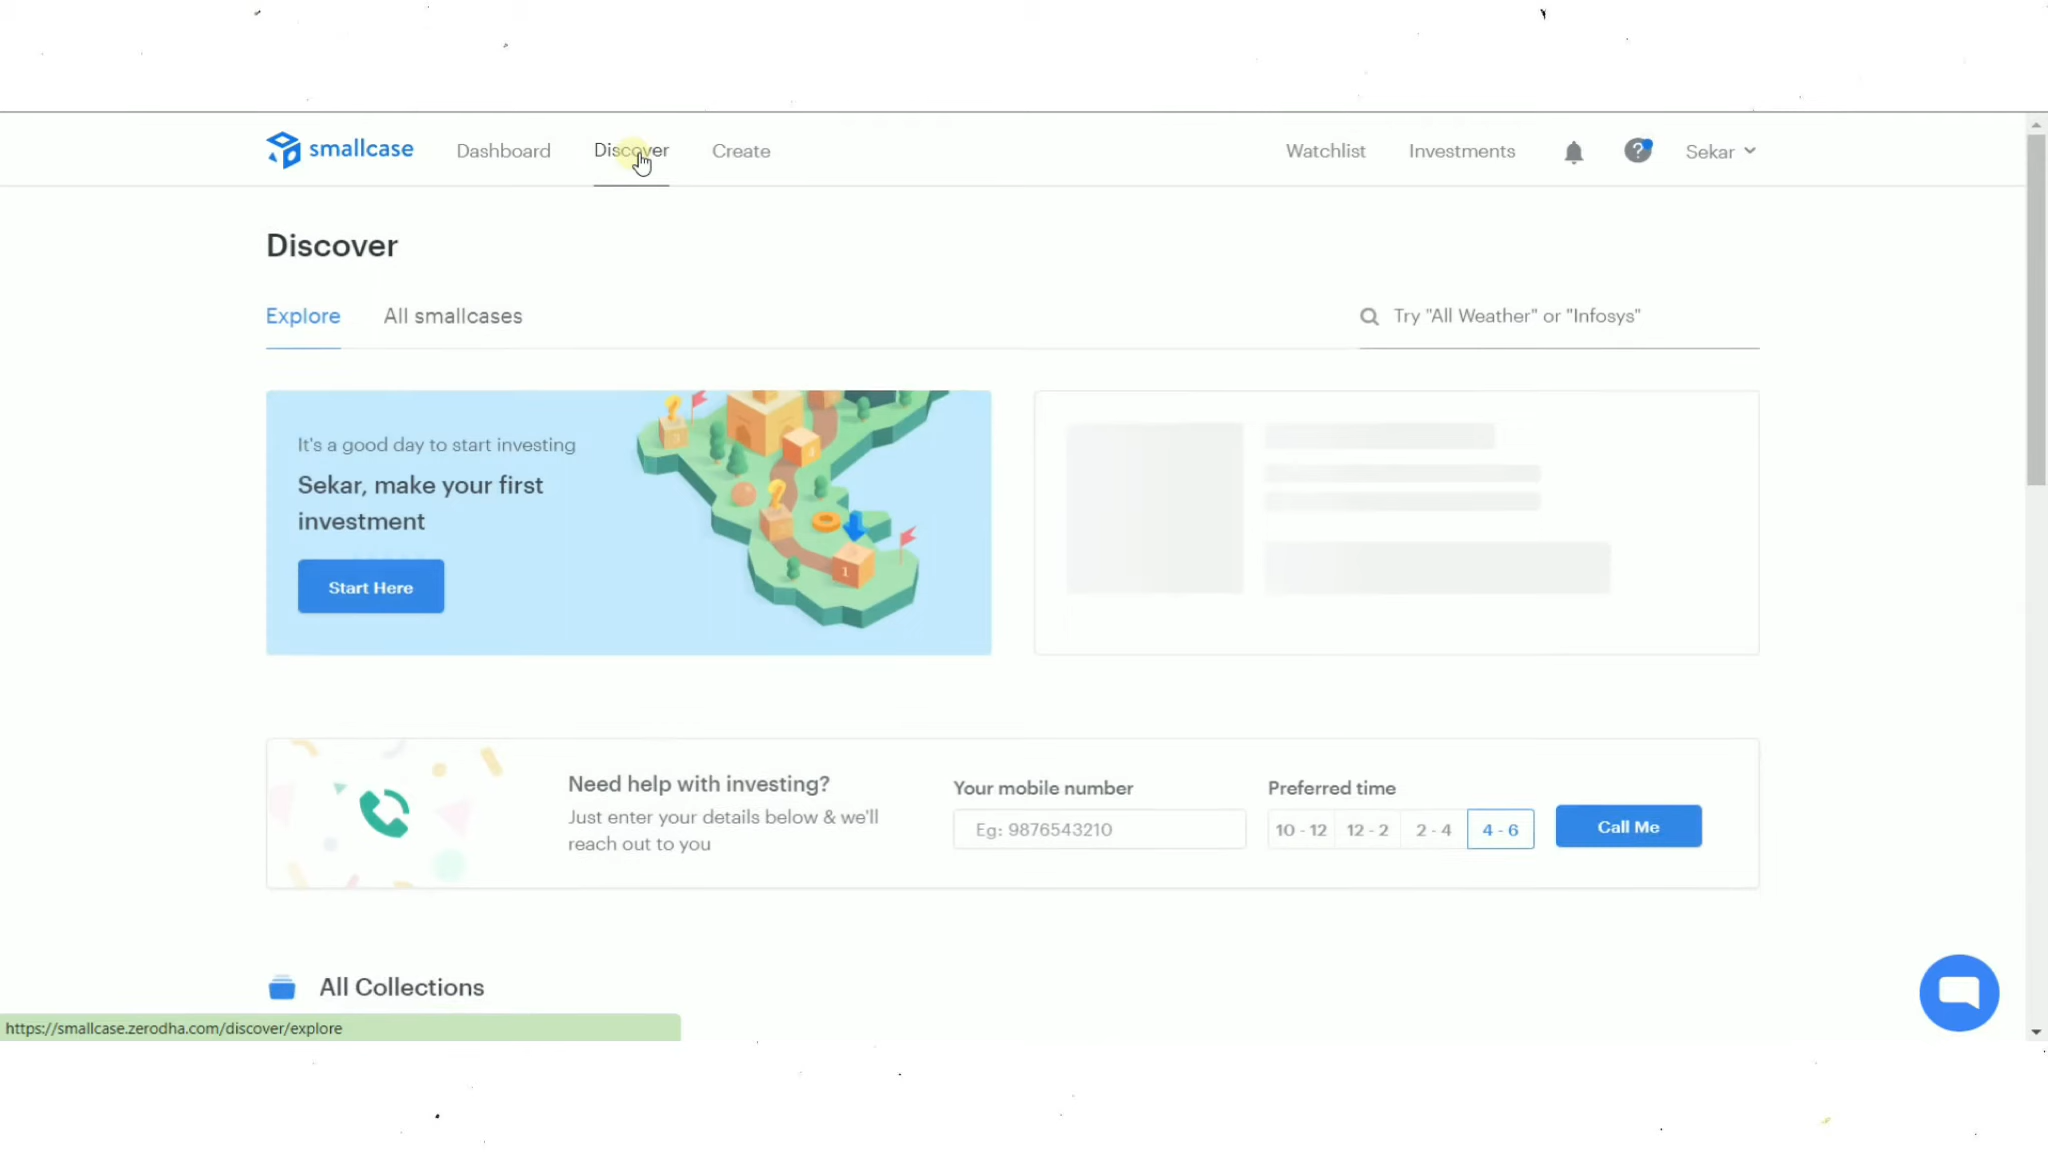 smallcase
Dashboard
Discover
Create
Watchlist
Investments
?
Sekar
Discover
Explore
All smallcases
Try "All Weather" or "Infosys"
It's a good day to start investing
Sekar, make your first
investment
Start Here
1
Need help with investing?
Just enter your details below & we'll
reach out to you
Your mobile number
Eg: 9876543210
Preferred time
10 - 12
12 - 2
2 - 4
4 - 6
Call Me
All Collections
https://smallcase.zerodha.com/discover/explore